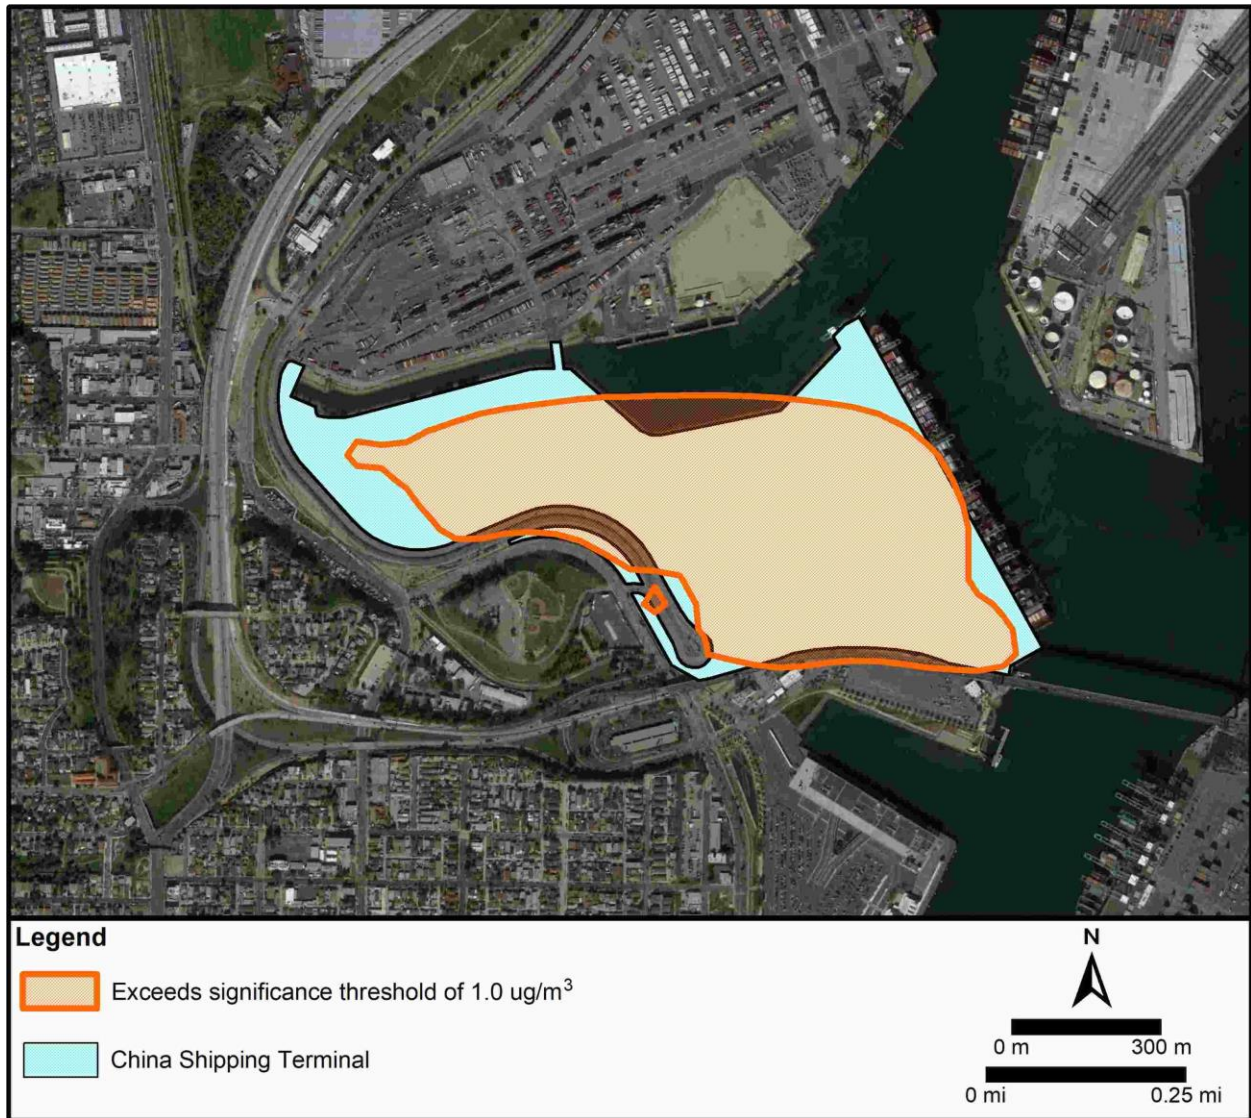 Legend
Exceeds significance threshold of 1.0 ug/m³
China Shipping Terminal
N
0 m 300 m
0 mi 0.25 mi